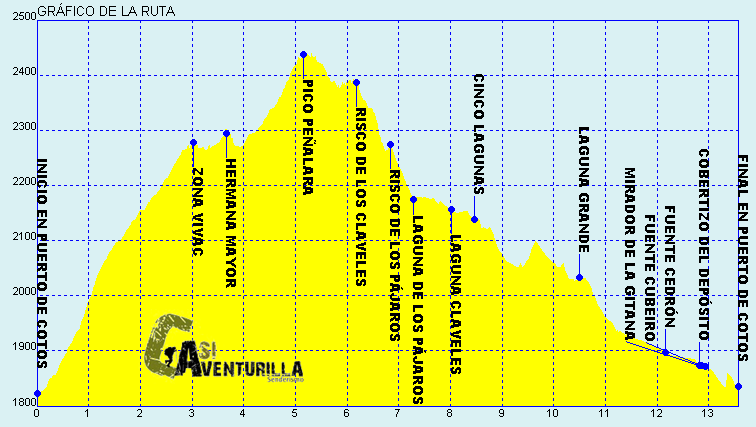 GRÁFICO DE LA RUTA
2500
2400
2300
2200
2100
2000
1900
1800
INICIO EN PUERTO DE COTOS
ZONA VIVAC
HERMANA MAYOR
PICO PEÑALARA
RISCO DE LOS CLAVELES
RISCO DE LOS PÁJAROS
LAGUNA DE LOS PÁJAROS
LAGUNA CLAVELES
CINCO LAGUNAS
LAGUNA GRANDE
MIRADOR DE LA GITANA
FUENTE CUBEIRO
FUENTE CEDRÓN
COBERTIZO DEL DEPÓSITO
FINAL EN PUERTO DE COTOS
CASI
AVENTURILLA
Senderismo
0 1 2 3 4 5 6 7 8 9 10 11 12 13 13.6